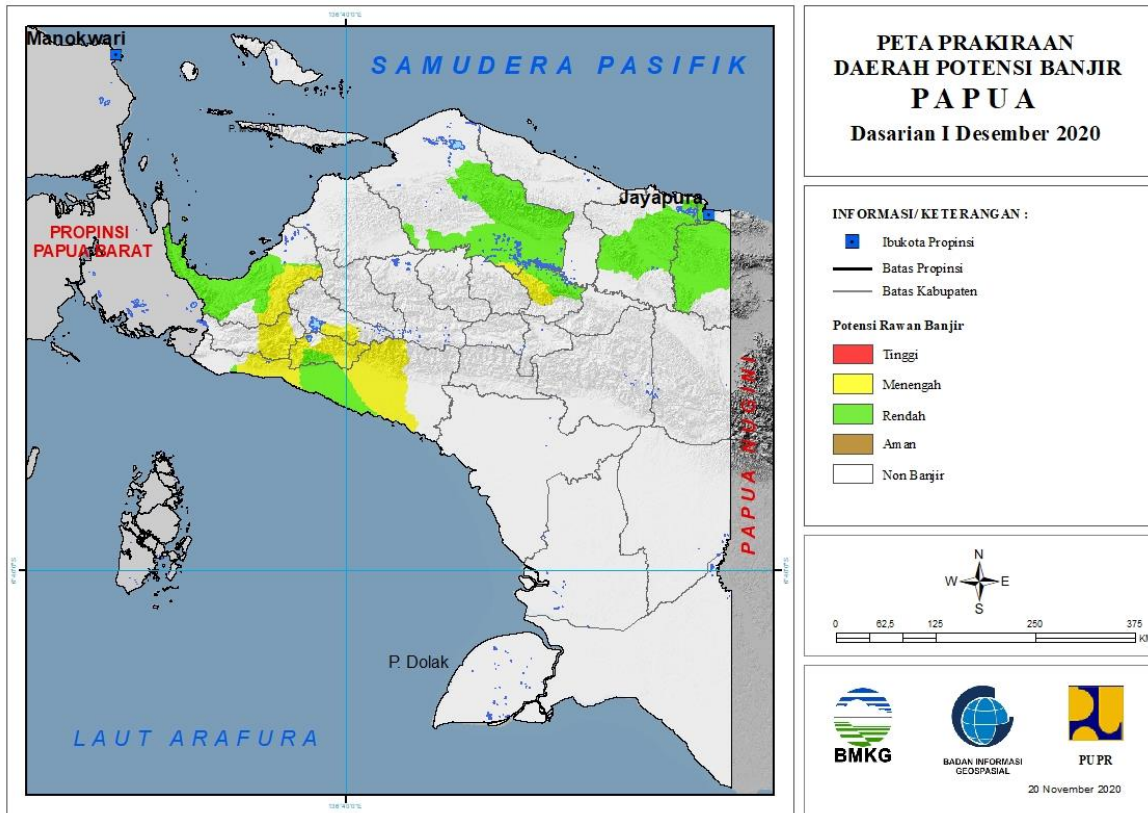 Manokwari
SAMUDERA PASIFIK
Jayapura
PROPINSI
PAPUA BARAT
PAPUA NUGINI
P. Dolak
LAUT ARAFURA
PETA PRAKIRAAN
DAERAH POTENSI BANJIR
PAPUA
Dasarian I Desember 2020
INFORMASI/ KETERANGAN :
Ibukota Propinsi
Batas Propinsi
Batas Kabupaten
Potensi Rawan Banjir
Tinggi
Menengah
Rendah
Aman
Non Banjir
N
W E
S
0 62,5 125 250 375
KM
BMKG
BADAN INFORMASI
GEOSPASIAL
PUPR
20 November 2020